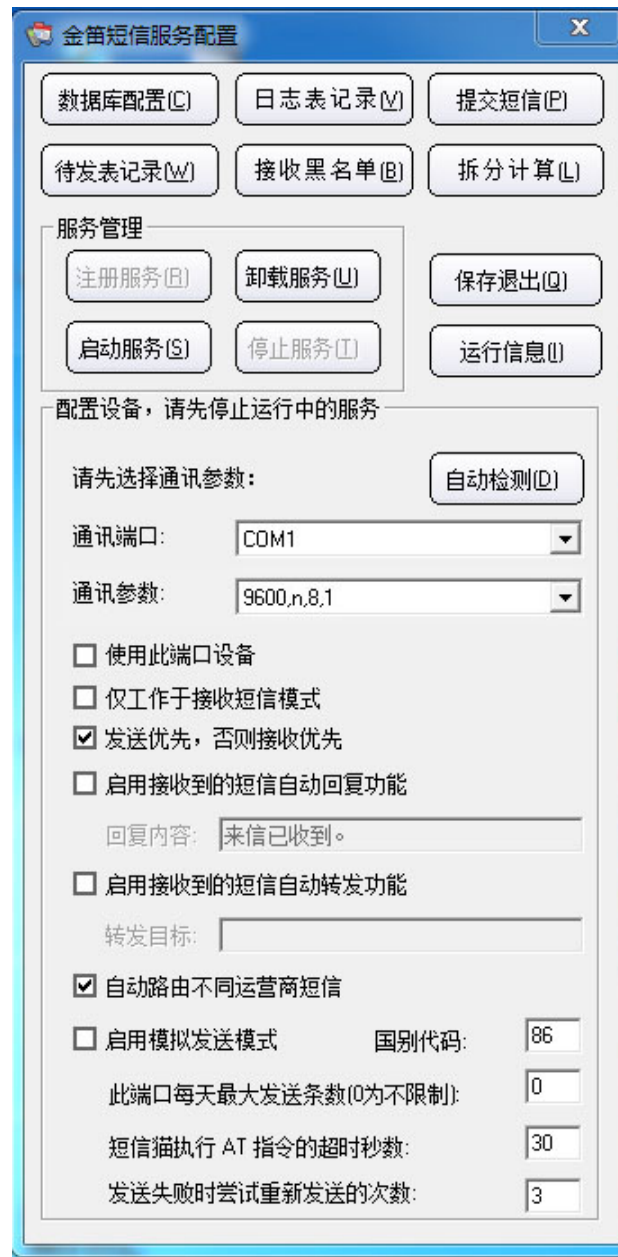 金笛短信服务配置
数据库配置(C) 日志表记录(V) 提交短信(P)
待发表记录(W) 接收黑名单(B) 拆分计算(L)
服务管理
注册服务(R) 卸载服务(U) 保存退出(Q)
启动服务(S) 停止服务(T) 运行信息(I)
配置设备，请先停止运行中的服务
请先选择通讯参数： 自动检测(D)
通讯端口: COM1
通讯参数: 9600,n,8,1
使用此端口设备
仅工作于接收短信模式
发送优先，否则接收优先
启用接收到的短信自动回复功能
回复内容: 来信已收到。
启用接收到的短信自动转发功能
转发目标:
自动路由不同运营商短信
启用模拟发送模式 国别代码: 86
此端口每天最大发送条数(0为不限制): 0
短信猫执行 AT 指令的超时秒数: 30
发送失败时尝试重新发送的次数: 3